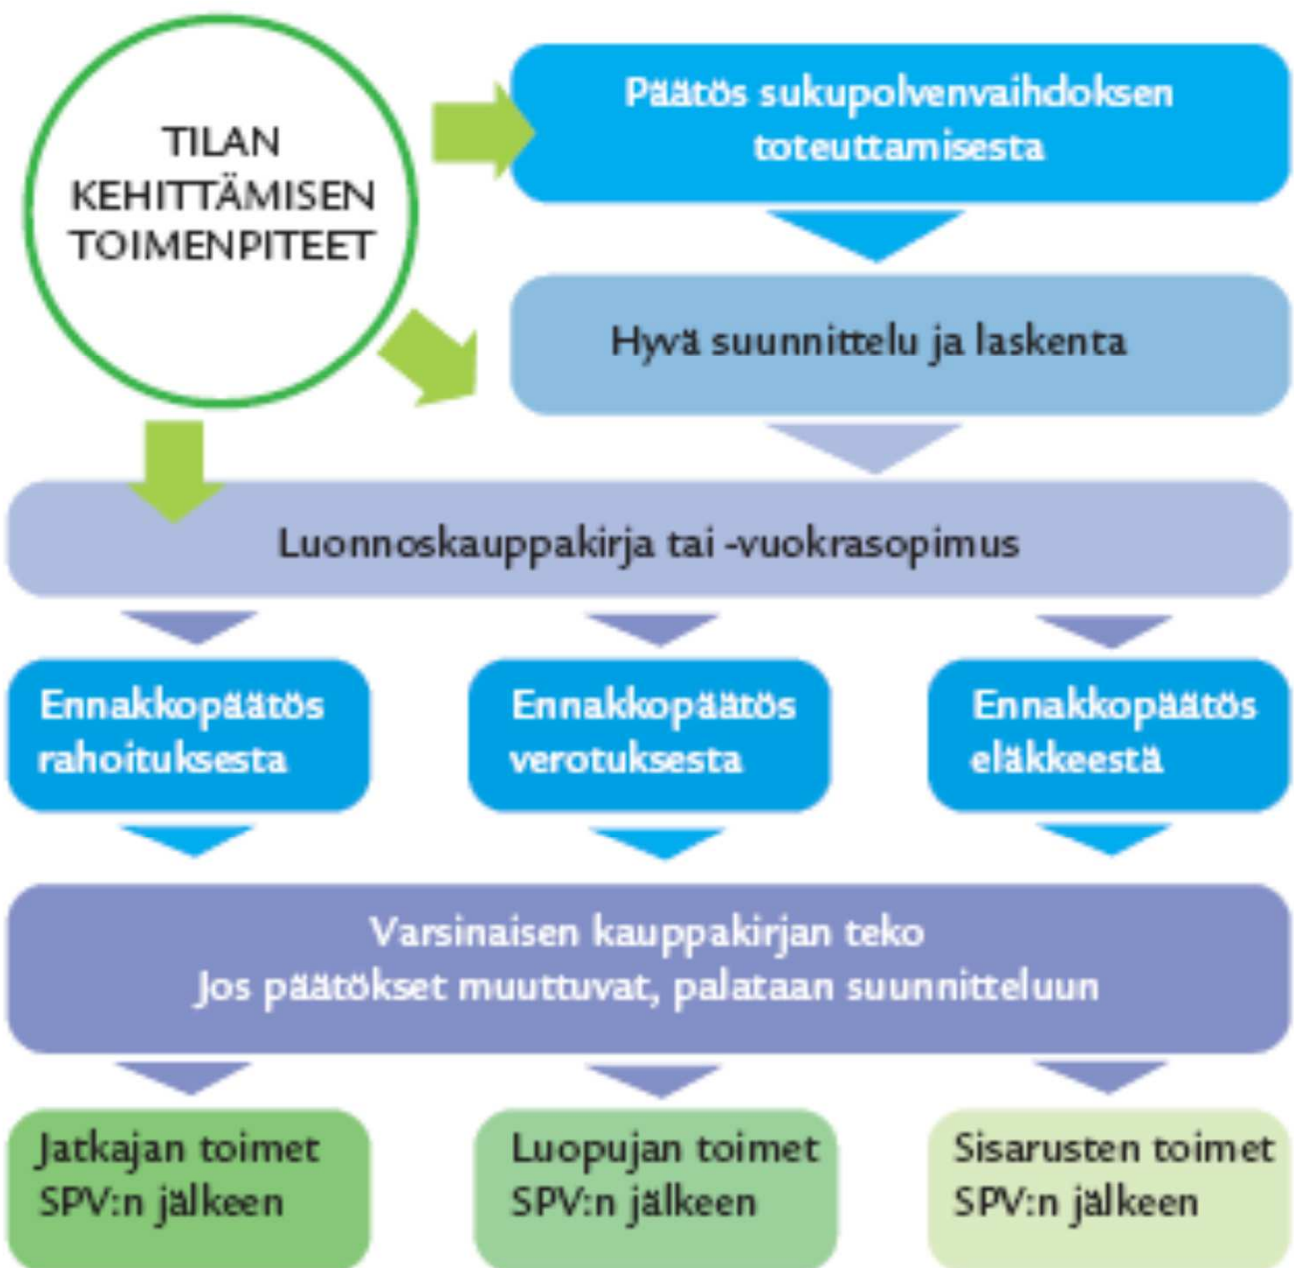 TILAN
KEHITTÄMISEN
TOIMENPITEET
Päätös sukupolvenvaihdoksen
toteuttamisesta
Hyvä suunnittelu ja laskenta
Luonnoskauppakirja tai -vuokrasopimus
Ennakkopäätös
rahoituksesta
Ennakkopäätös
verotuksesta
Ennakkopäätös
eläkkeestä
Varsinaisen kauppakirjan teko
Jos päätökset muuttuvat, palataan suunnitteluun
Jatkajan toimet
SPV:n jälkeen
Luopujan toimet
SPV:n jälkeen
Sisarusten toimet
SPV:n jälkeen